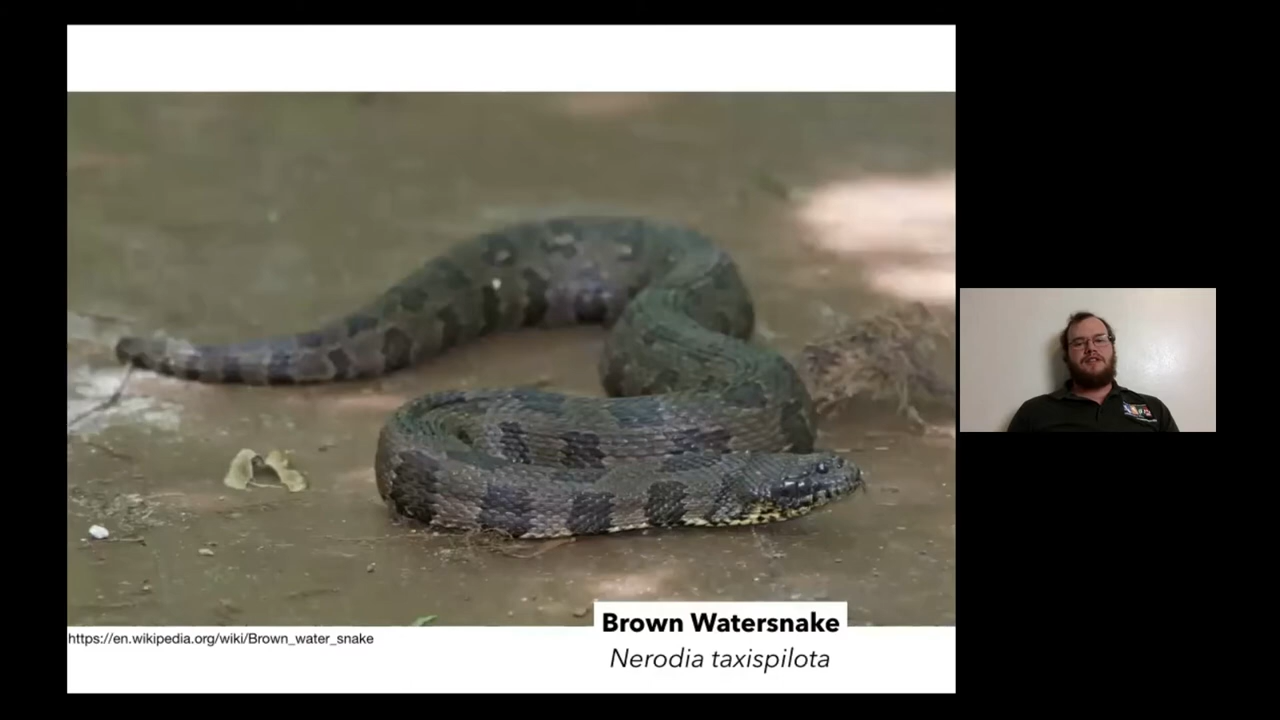 https://en.wikipedia.org/wiki/Brown_water_snake
Brown Watersnake
Nerodia taxispilota